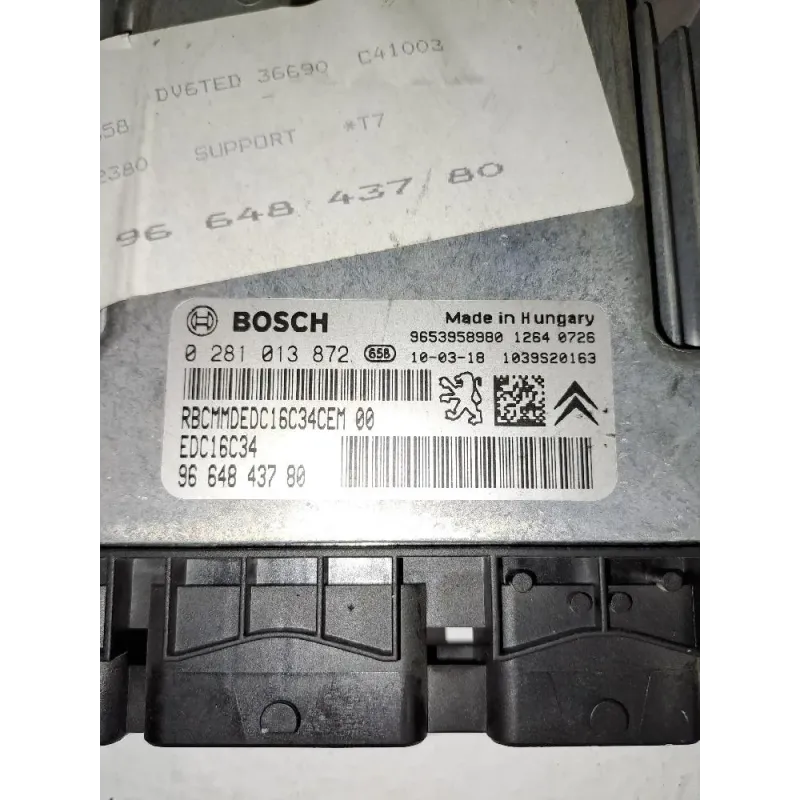 DV6TED 36690 C41003
58
2380 SUPPORT *T7
96 648 437 80
BOSCH Made in Hungary
9653958980 1264 0726
0 281 013 872 658 10-03-18 1039S20163
RBCMMDEDC16C34CEM 00
EDC16C34
96 648 437 80